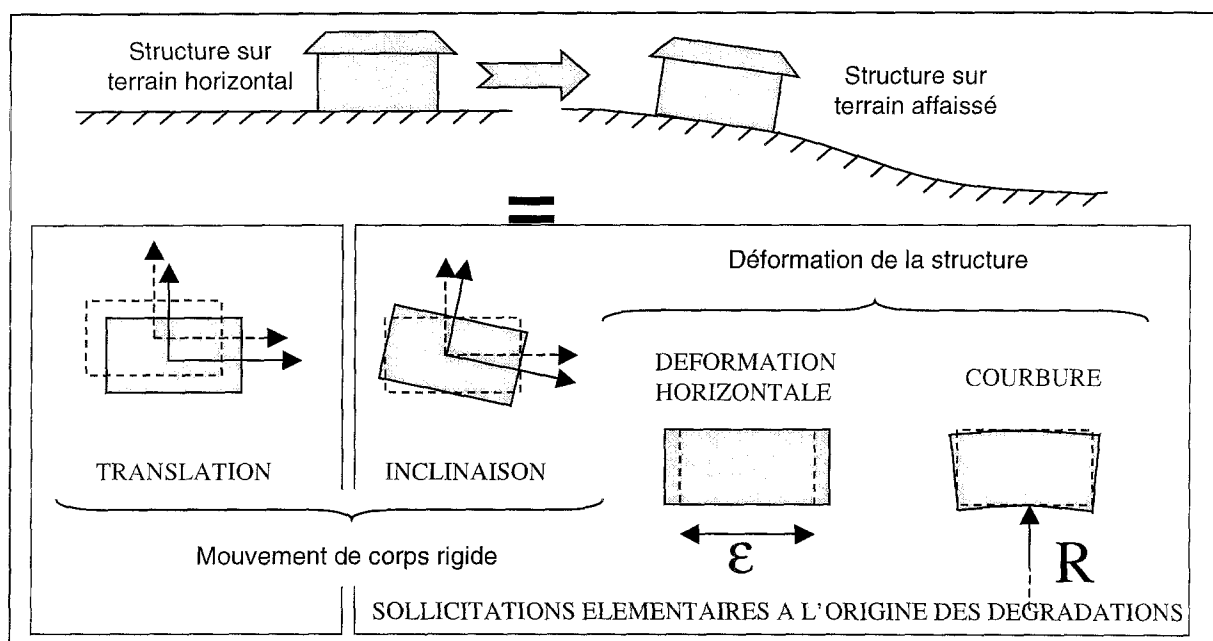 Structure sur
terrain horizontal
Structure sur
terrain affaissé
=
Déformation de la structure
DEFORMATION
HORIZONTALE
COURBURE
TRANSLATION
INCLINAISON
Mouvement de corps rigide
ε
R
SOLLICITATIONS ELEMENTAIRES A L'ORIGINE DES DEGRADATIONS